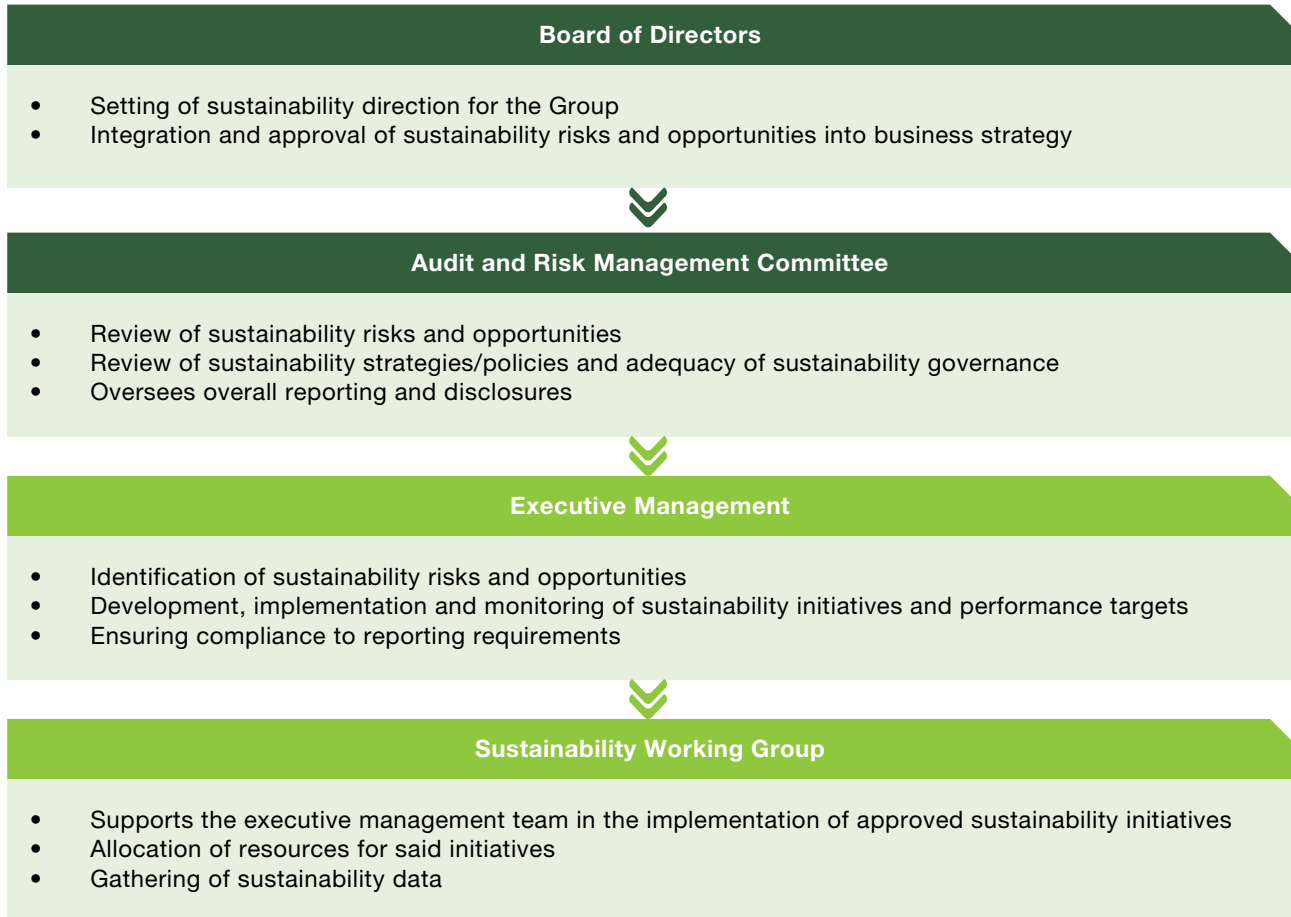 Board of Directors
• Setting of sustainability direction for the Group
• Integration and approval of sustainability risks and opportunities into business strategy
Audit and Risk Management Committee
• Review of sustainability risks and opportunities
• Review of sustainability strategies/policies and adequacy of sustainability governance
• Oversees overall reporting and disclosures
Executive Management
• Identification of sustainability risks and opportunities
• Development, implementation and monitoring of sustainability initiatives and performance targets
• Ensuring compliance to reporting requirements
Sustainability Working Group
• Supports the executive management team in the implementation of approved sustainability initiatives
• Allocation of resources for said initiatives
• Gathering of sustainability data